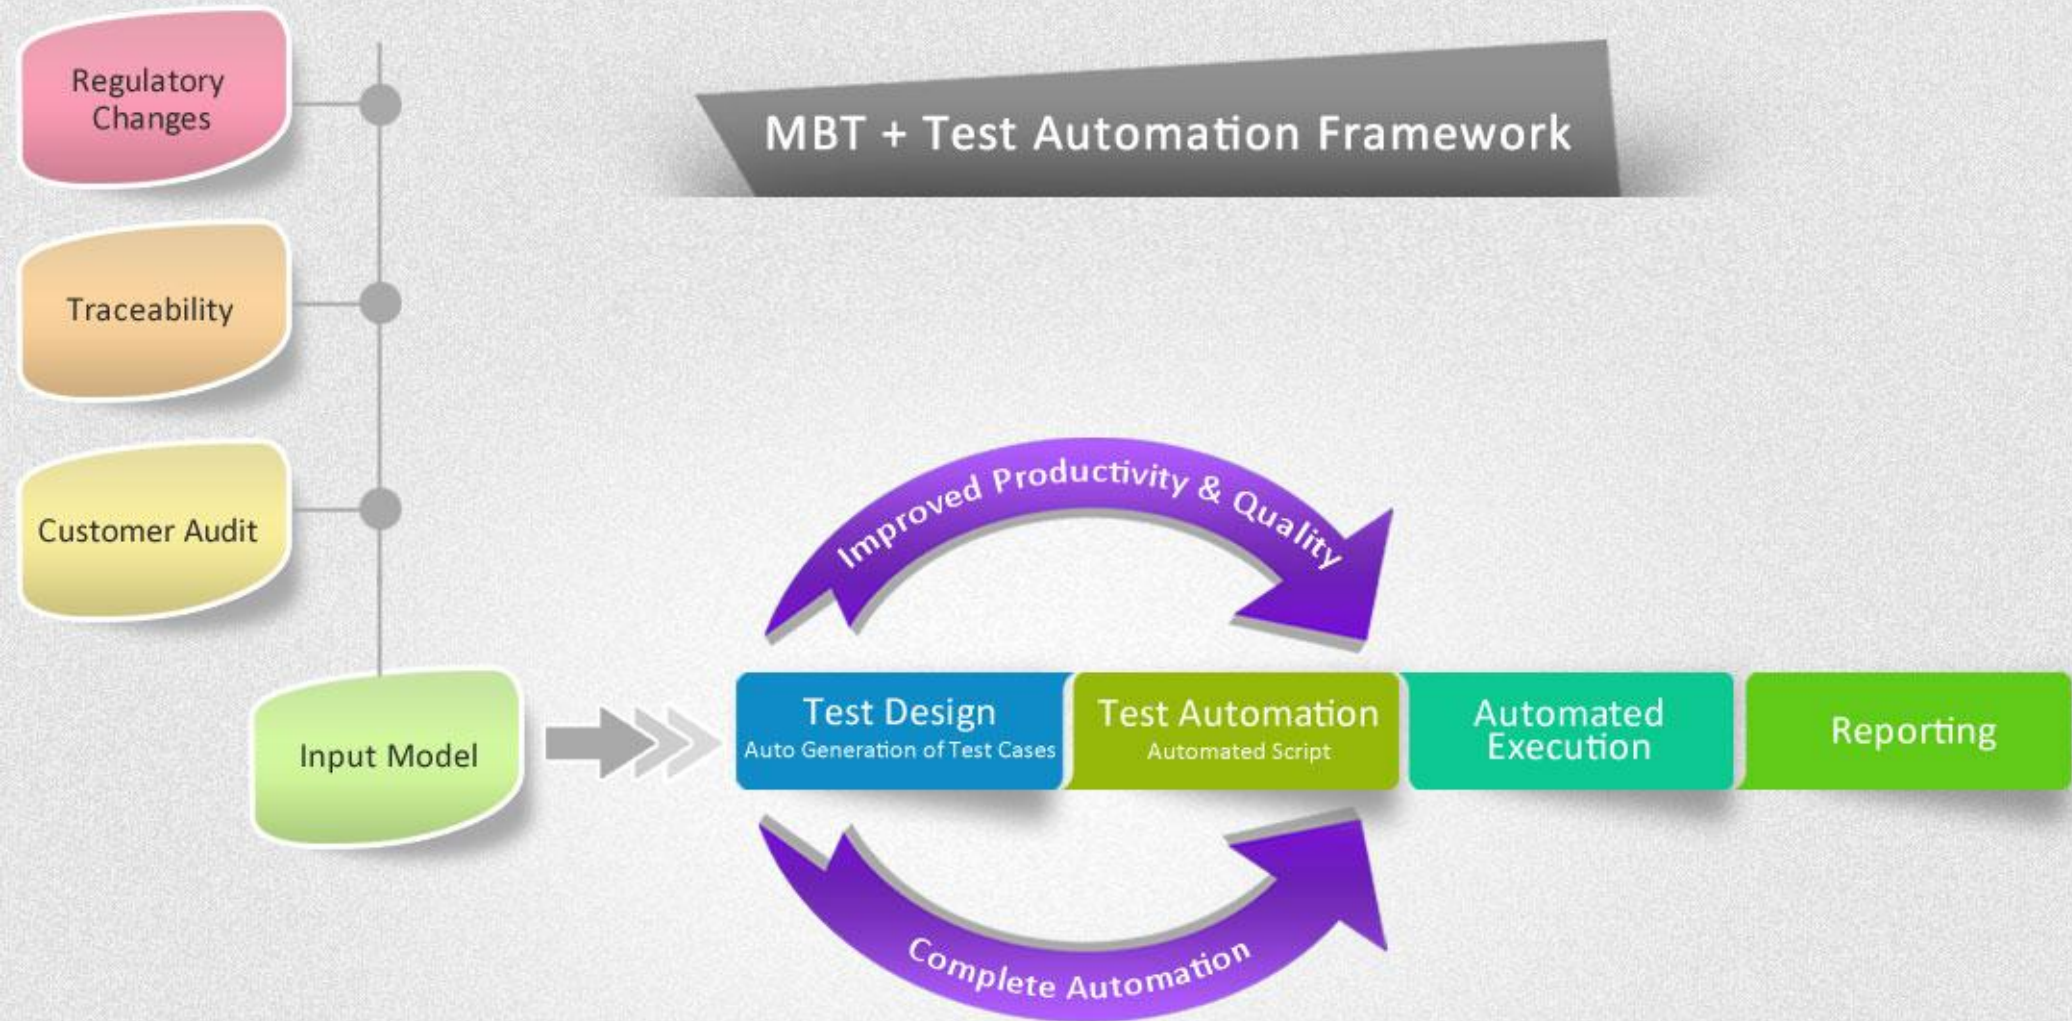 Regulatory
Changes
MBT + Test Automation Framework
Traceability
Customer Audit
Improved Productivity & Quality
Input Model
Test Design
Auto Generation of Test Cases
Test Automation
Automated Script
Automated
Execution
Reporting
Complete Automation